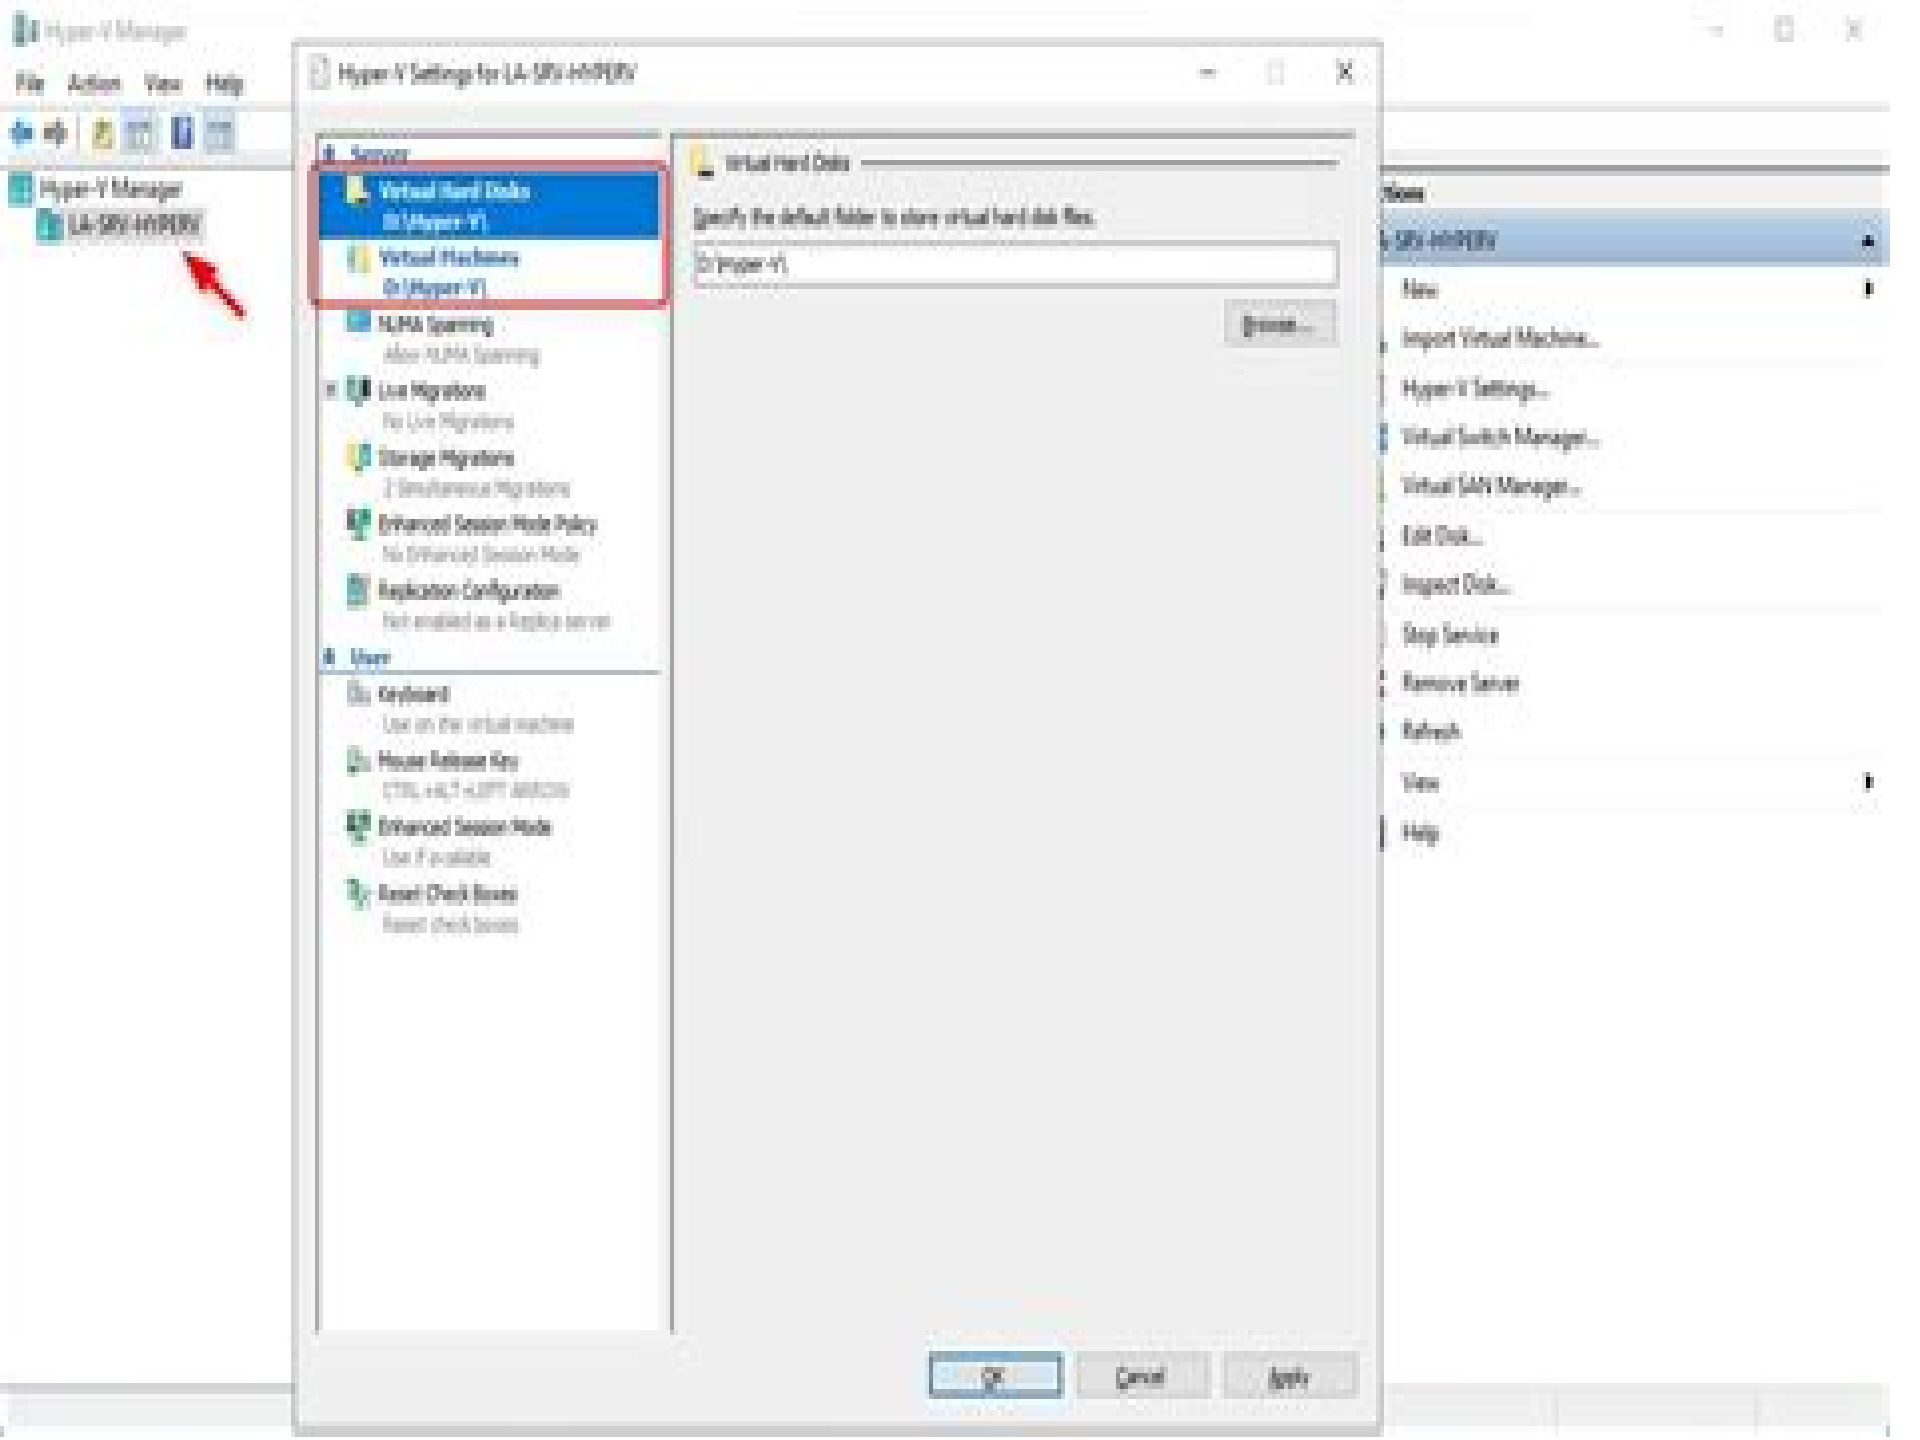 Hyper-V Manager
File Action View Help
Hyper-V Manager
LA-SRV-HYPERV
Hyper-V Settings for LA-SRV-HYPERV
Server
Virtual Hard Disks
D:\Hyper-V\
Virtual Machines
D:\Hyper-V\
NUMA Spanning
Allow NUMA Spanning
Live Migrations
No Live Migrations
Storage Migrations
2 Simultaneous Migrations
Enhanced Session Mode Policy
No Enhanced Session Mode
Replication Configuration
Not enabled as a Replica server
User
Keyboard
Use on the virtual machine
Mouse Release Key
CTRL+ALT+LEFT ARROW
Enhanced Session Mode
Use if available
Reset Check Boxes
Reset check boxes
Virtual Hard Disks
Specify the default folder to store virtual hard disk files.
D:\Hyper-V\
Browse...
OK Cancel Apply
tions
-SRV-HYPERV
New
Import Virtual Machine...
Hyper-V Settings...
Virtual Switch Manager...
Virtual SAN Manager...
Edit Disk...
Inspect Disk...
Stop Service
Remove Server
Refresh
View
Help